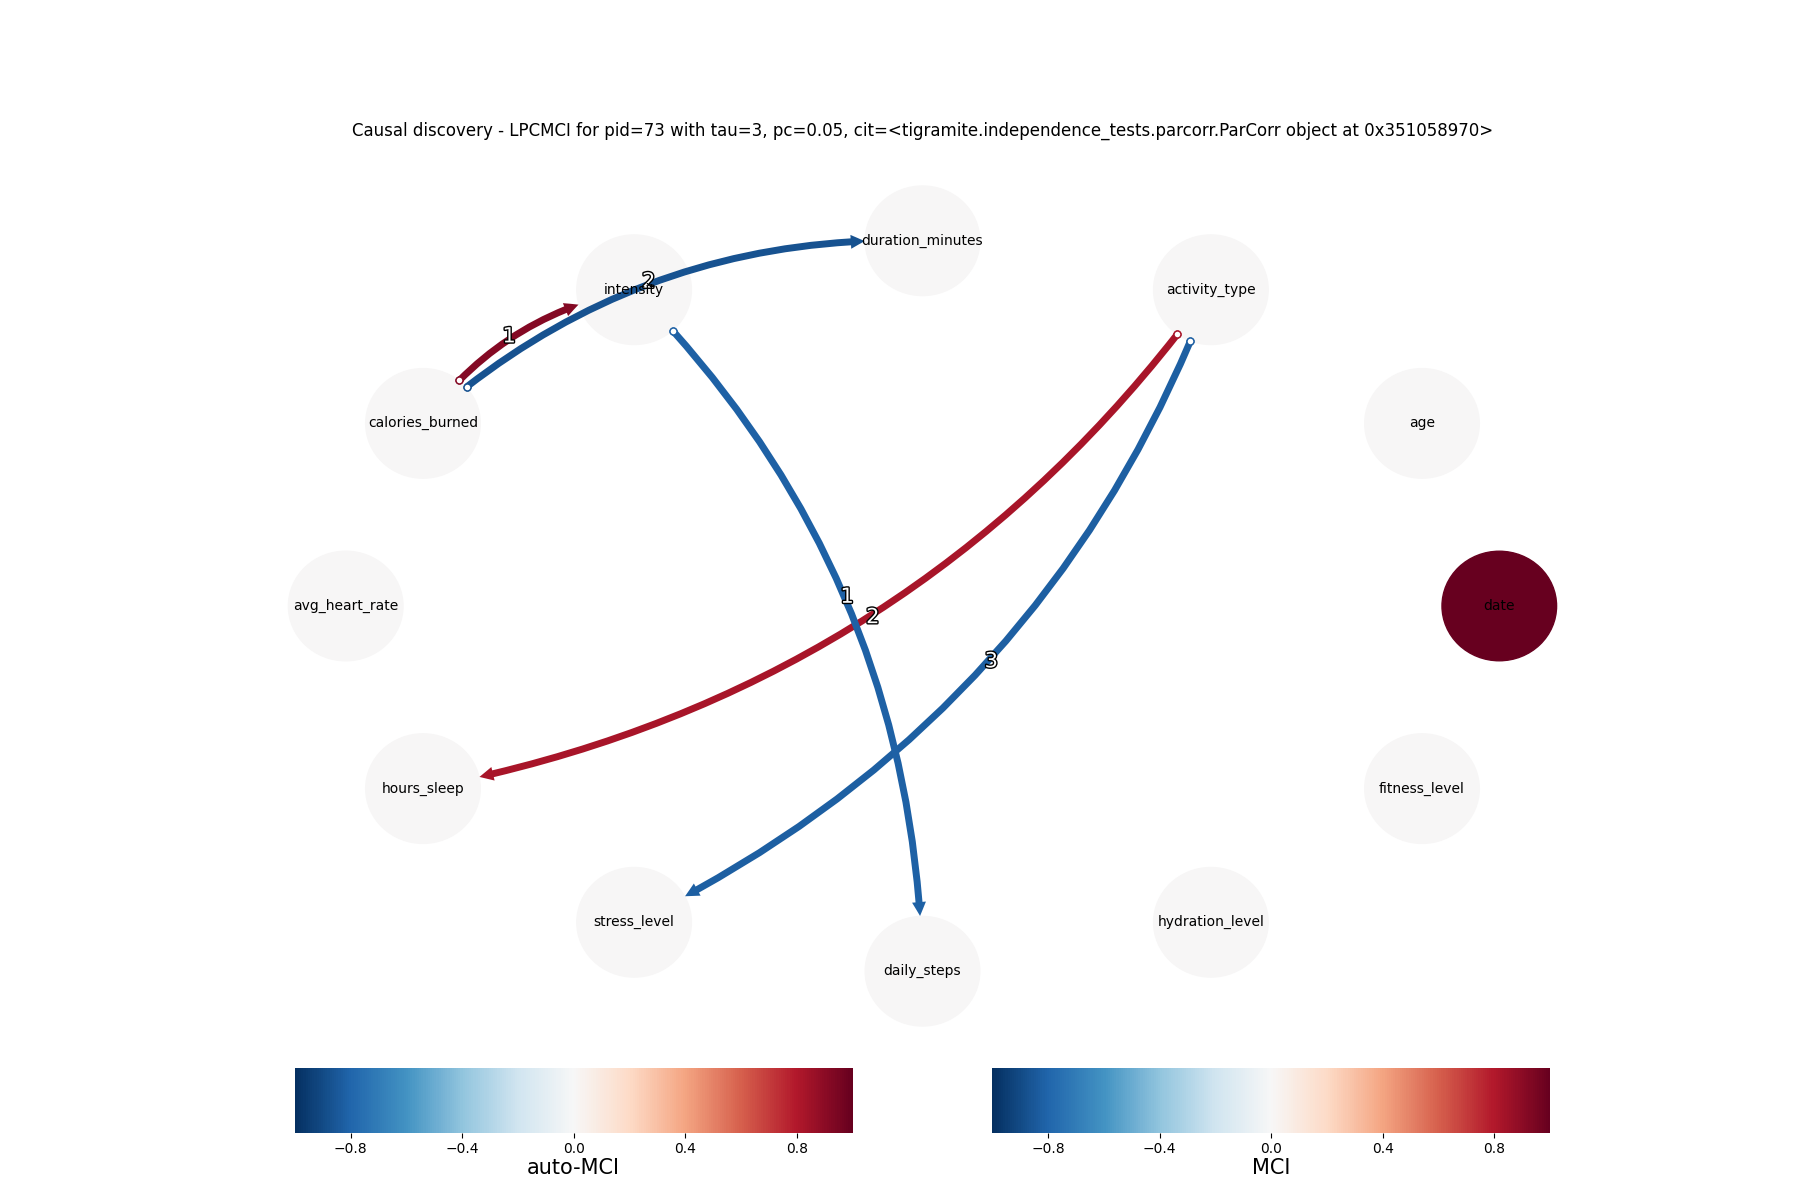 Causal discovery - LPCMCI for pid=73 with tau=3, pc=0.05, cit=<tigramite.independence_tests.parcorr.ParCorr object at 0x351058970>
duration_minutes
2
intensity
activity_type
1
calories_burned
age
1
2
avg_heart_rate
date
3
hours_sleep
fitness_level
stress_level
hydration_level
daily_steps
−0.8 −0.4 0.0 0.4 0.8
auto-MCI
−0.8 −0.4 0.0 0.4 0.8
MCI